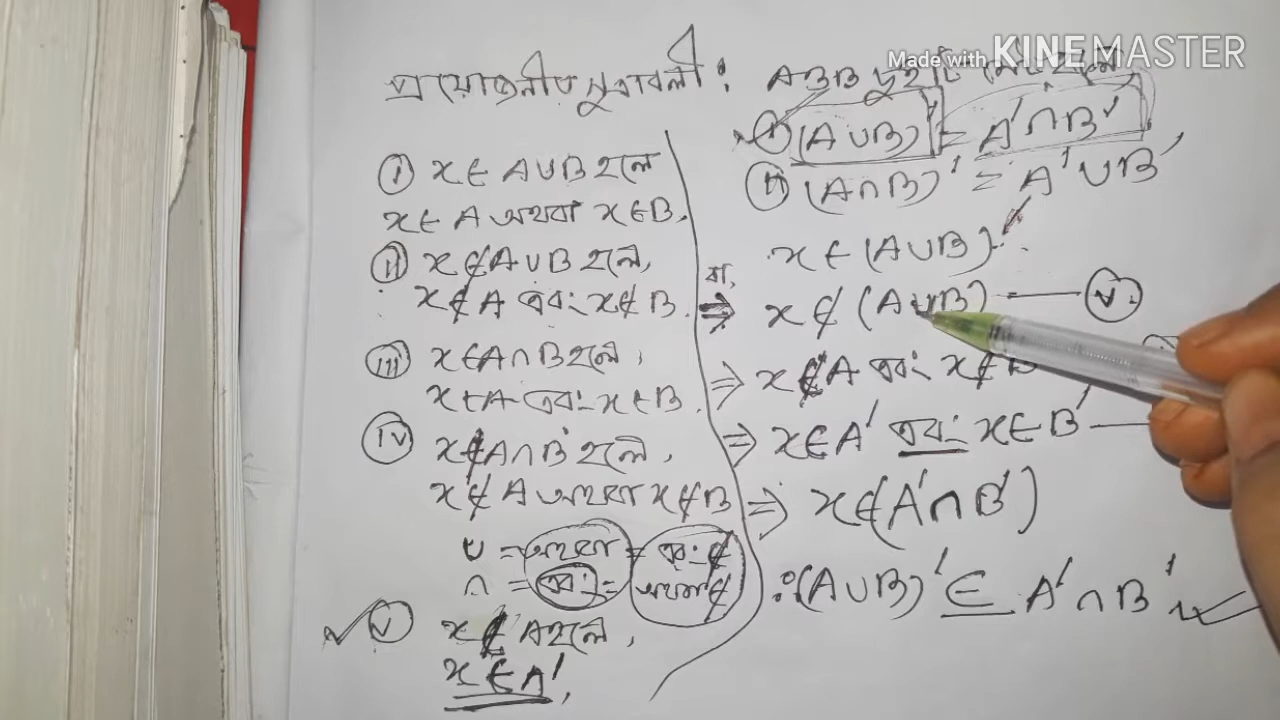 Made with KINEMASTER
প্রয়োজনীয় সুত্রাবলী : A ও B দুইটি সেট হলে
i x ∈ A∪B হলে
x ∈ A অথবা x ∈ B.
ii x ∉ A∪B হলে,
x ∉ A এবং x ∉ B.
iii x ∈ A∩B হলে,
x ∈ A এবং x ∈ B.
iv x ∉ A∩B হলে,
x ∉ A অথবা x ∉ B
∪ = অথবা = এবং ∉
∩ = এবং = অথবা ∉
v x ∉ A হলে,
x ∈ A',
i (A∪B)' = A'∩B'
ii (A∩B)' = A'∪B'
x ∈ (A∪B)'
বা, ⇒ x ∉ (A∪B) — v.
⇒ x ∉ A এবং x ∉ B
⇒ x ∈ A' এবং x ∈ B' —
⇒ x ∈ (A'∩B')
∴ (A∪B)' ⊆ A'∩B'